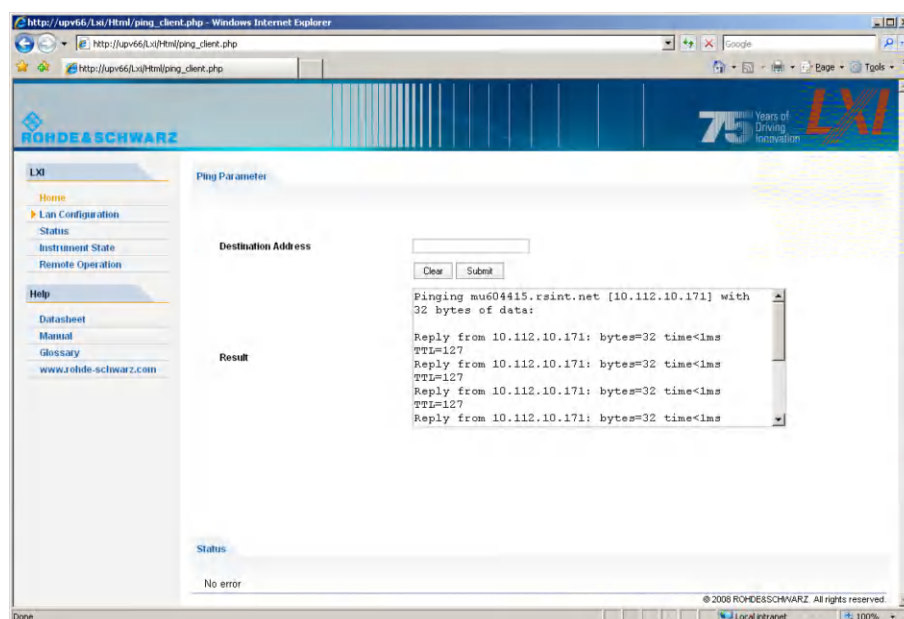 http://upv66/Lxi/Html/ping_client.php - Windows Internet Explorer
http://upv66/Lxi/Html/ping_client.php
Google
http://upv66/Lxi/Html/ping_client.php
Page
Tools
ROHDE&SCHWARZ
75 Years of
Driving
Innovation
LXI
LXI
Home
Lan Configuration
Status
Instrument State
Remote Operation
Help
Datasheet
Manual
Glossary
www.rohde-schwarz.com
Ping Parameter
Destination Address
Clear
Submit
Result
Pinging mu604415.rsint.net [10.112.10.171] with
32 bytes of data:
Reply from 10.112.10.171: bytes=32 time<1ms
TTL=127
Reply from 10.112.10.171: bytes=32 time<1ms
TTL=127
Reply from 10.112.10.171: bytes=32 time<1ms
TTL=127
Reply from 10.112.10.171: bytes=32 time<1ms
Status
No error
© 2008 ROHDE&SCHWARZ. All rights reserved.
Done
Local intranet
100%